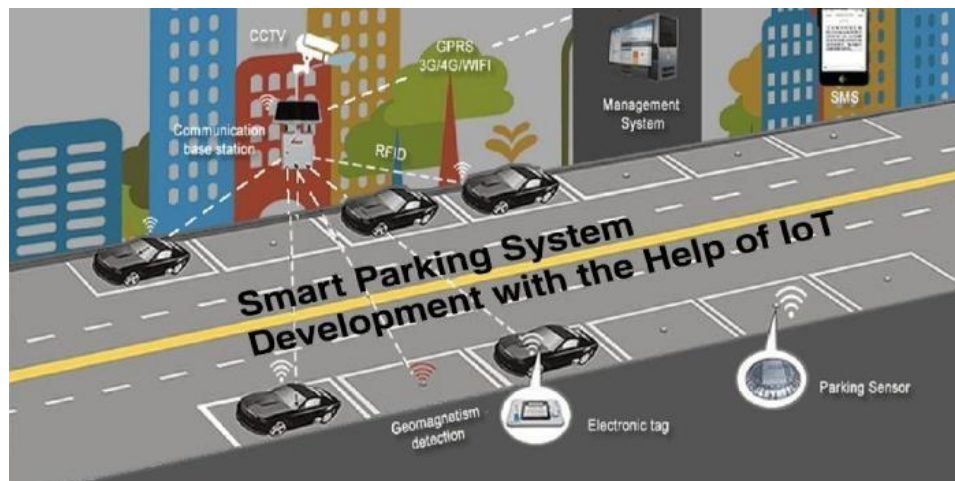 CCTV
GPRS
3G/4G/WIFI
Management
System
SMS
Communication
base station
RFID
Smart Parking System
Development with the Help of IoT
Geomagnetism
detection
Electronic tag
Parking Sensor